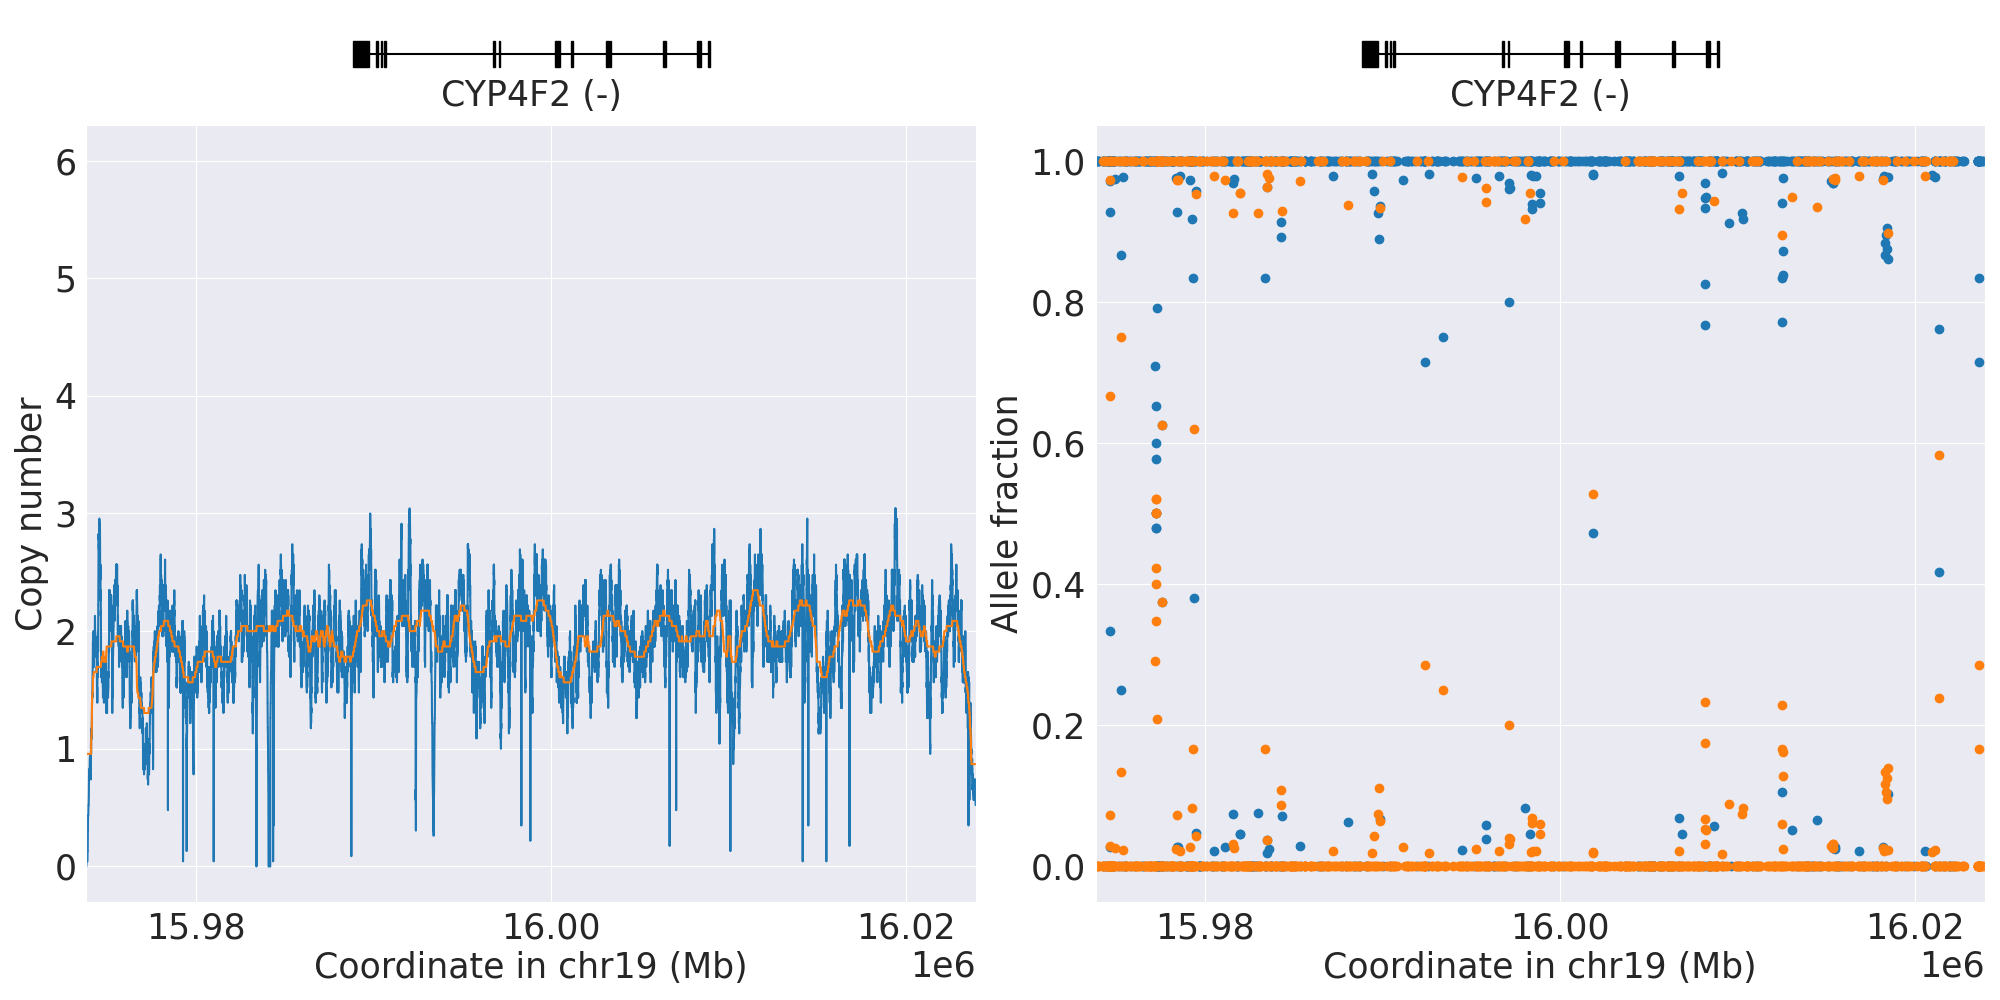 CYP4F2 (-)
Copy number
6
5
4
3
2
1
0
15.98
16.00
16.02
Coordinate in chr19 (Mb)
1e6
CYP4F2 (-)
Allele fraction
1.0
0.8
0.6
0.4
0.2
0.0
15.98
16.00
16.02
Coordinate in chr19 (Mb)
1e6